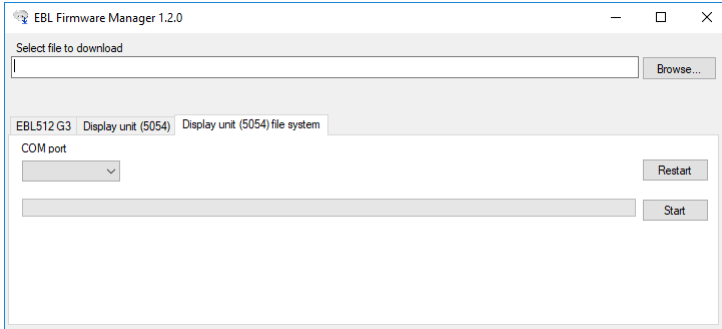 EBL Firmware Manager 1.2.0
Select file to download
Browse...
EBL512 G3 Display unit (5054) Display unit (5054) file system
COM port
Restart
Start